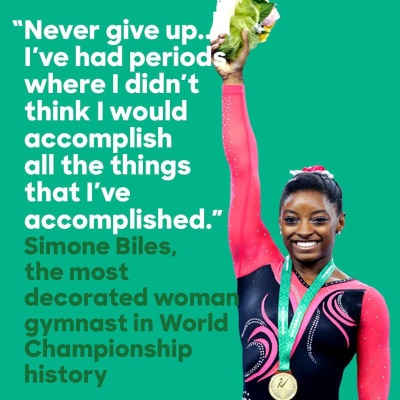 “Never give up..
I’ve had periods
where I didn’t
think I would
accomplish
all the things
that I’ve
accomplished.”
Simone Biles,
the most
decorated woman
gymnast in World
Championship
history